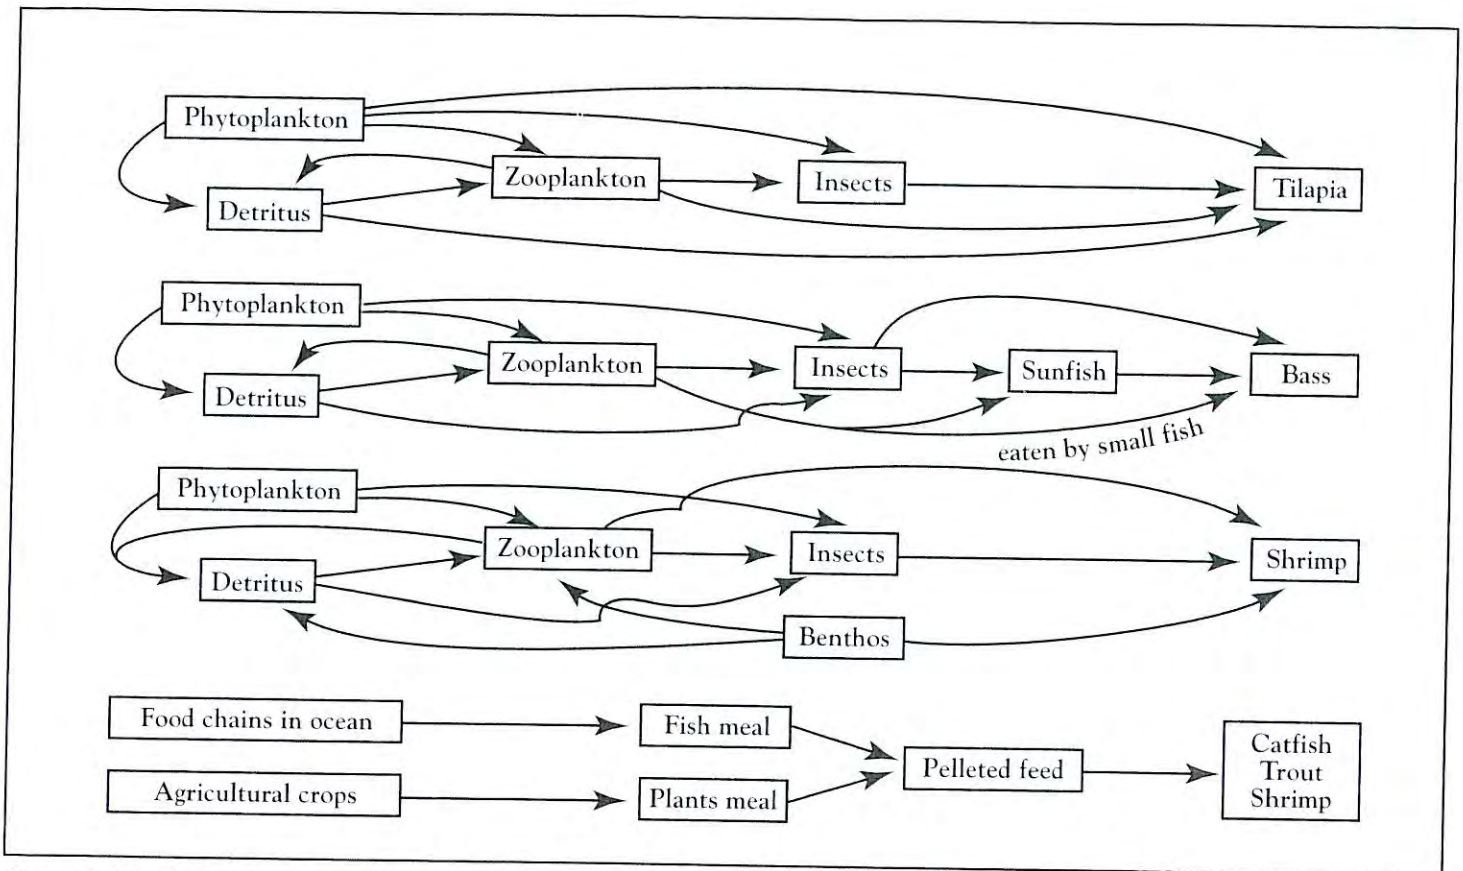 Phytoplankton
Zooplankton
Insects
Tilapia
Detritus
Phytoplankton
Zooplankton
Insects
Sunfish
Bass
Detritus
eaten by small fish
Phytoplankton
Zooplankton
Insects
Shrimp
Detritus
Benthos
Food chains in ocean
Fish meal
Pelleted feed
Catfish
Trout
Shrimp
Agricultural crops
Plants meal